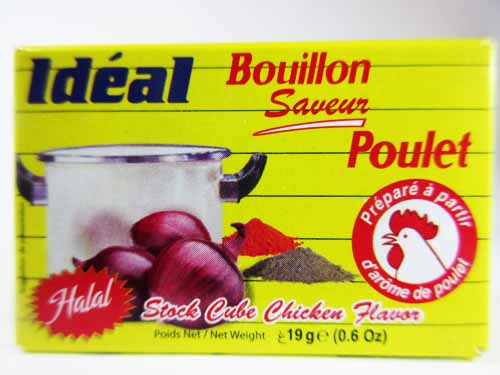 Idéal
Bouillon
Saveur
Poulet
Préparé à partir
d'arôme de poulet
Halal
Stock Cube Chicken Flavor
Poids Net / Net Weight 19g℮ (0.6 Oz)